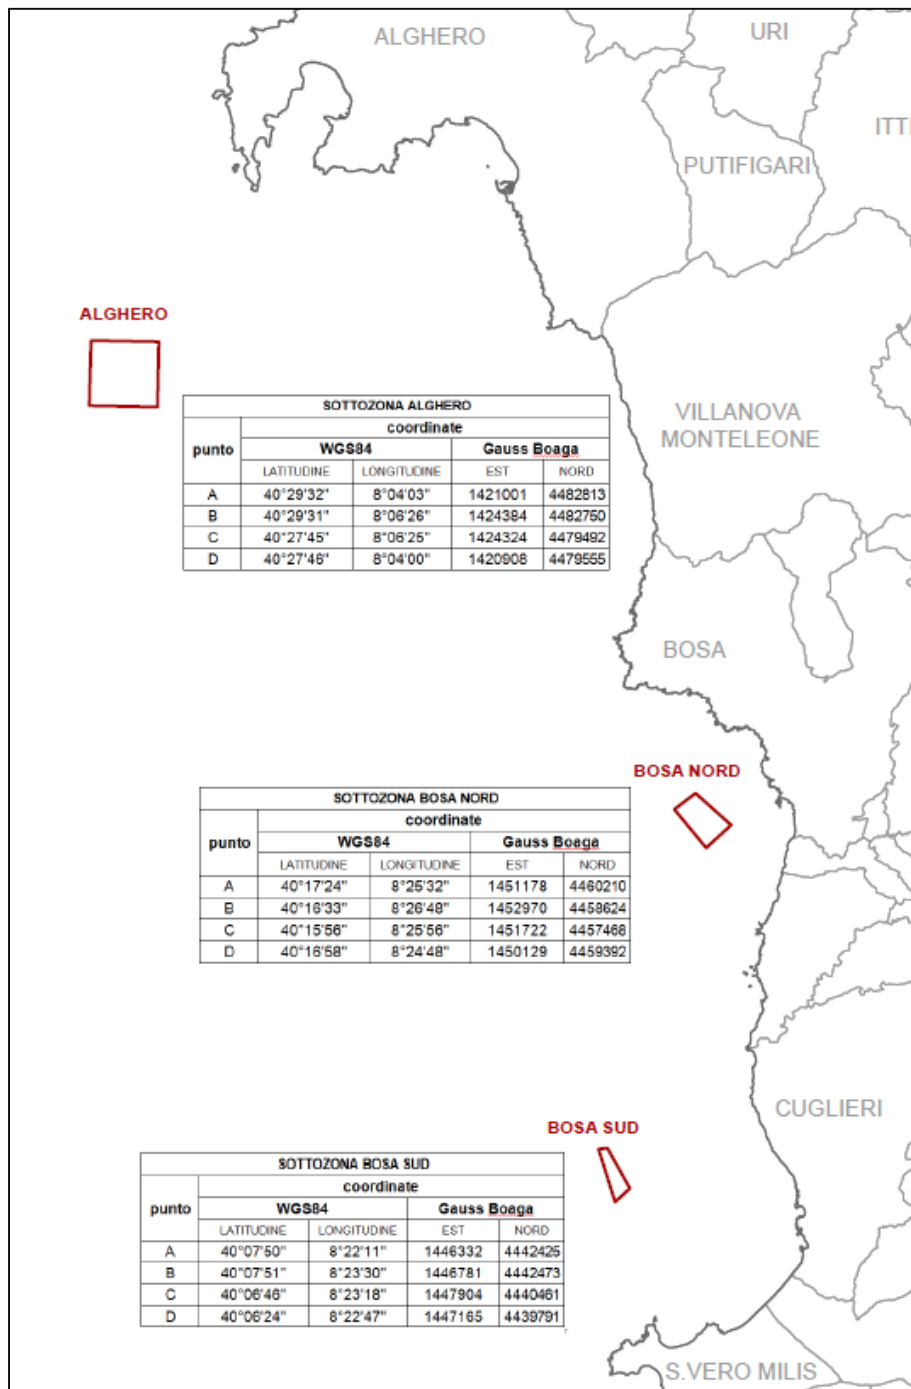 ALGHERO
URI
ITTI
PUTIFIGARI
ALGHERO
VILLANOVA
MONTELEONE
SOTTOZONA ALGHERO
coordinate
punto WGS84 Gauss Boaga
LATITUDINE LONGITUDINE EST NORD
A 40°29'32" 8°04'03" 1421001 4482813
B 40°29'31" 8°06'26" 1424384 4482750
C 40°27'45" 8°06'25" 1424324 4479492
D 40°27'46" 8°04'00" 1420908 4479555
BOSA
BOSA NORD
SOTTOZONA BOSA NORD
coordinate
punto WGS84 Gauss Boaga
LATITUDINE LONGITUDINE EST NORD
A 40°17'24" 8°25'32" 1451178 4460210
B 40°16'33" 8°26'48" 1452970 4458624
C 40°15'56" 8°25'56" 1451722 4457468
D 40°16'58" 8°24'48" 1450129 4459392
CUGLIERI
BOSA SUD
SOTTOZONA BOSA SUD
coordinate
punto WGS84 Gauss Boaga
LATITUDINE LONGITUDINE EST NORD
A 40°07'50" 8°22'11" 1446332 4442425
B 40°07'51" 8°23'30" 1446781 4442473
C 40°06'46" 8°23'18" 1447904 4440461
D 40°06'24" 8°22'47" 1447165 4439791
S.VERO MILIS